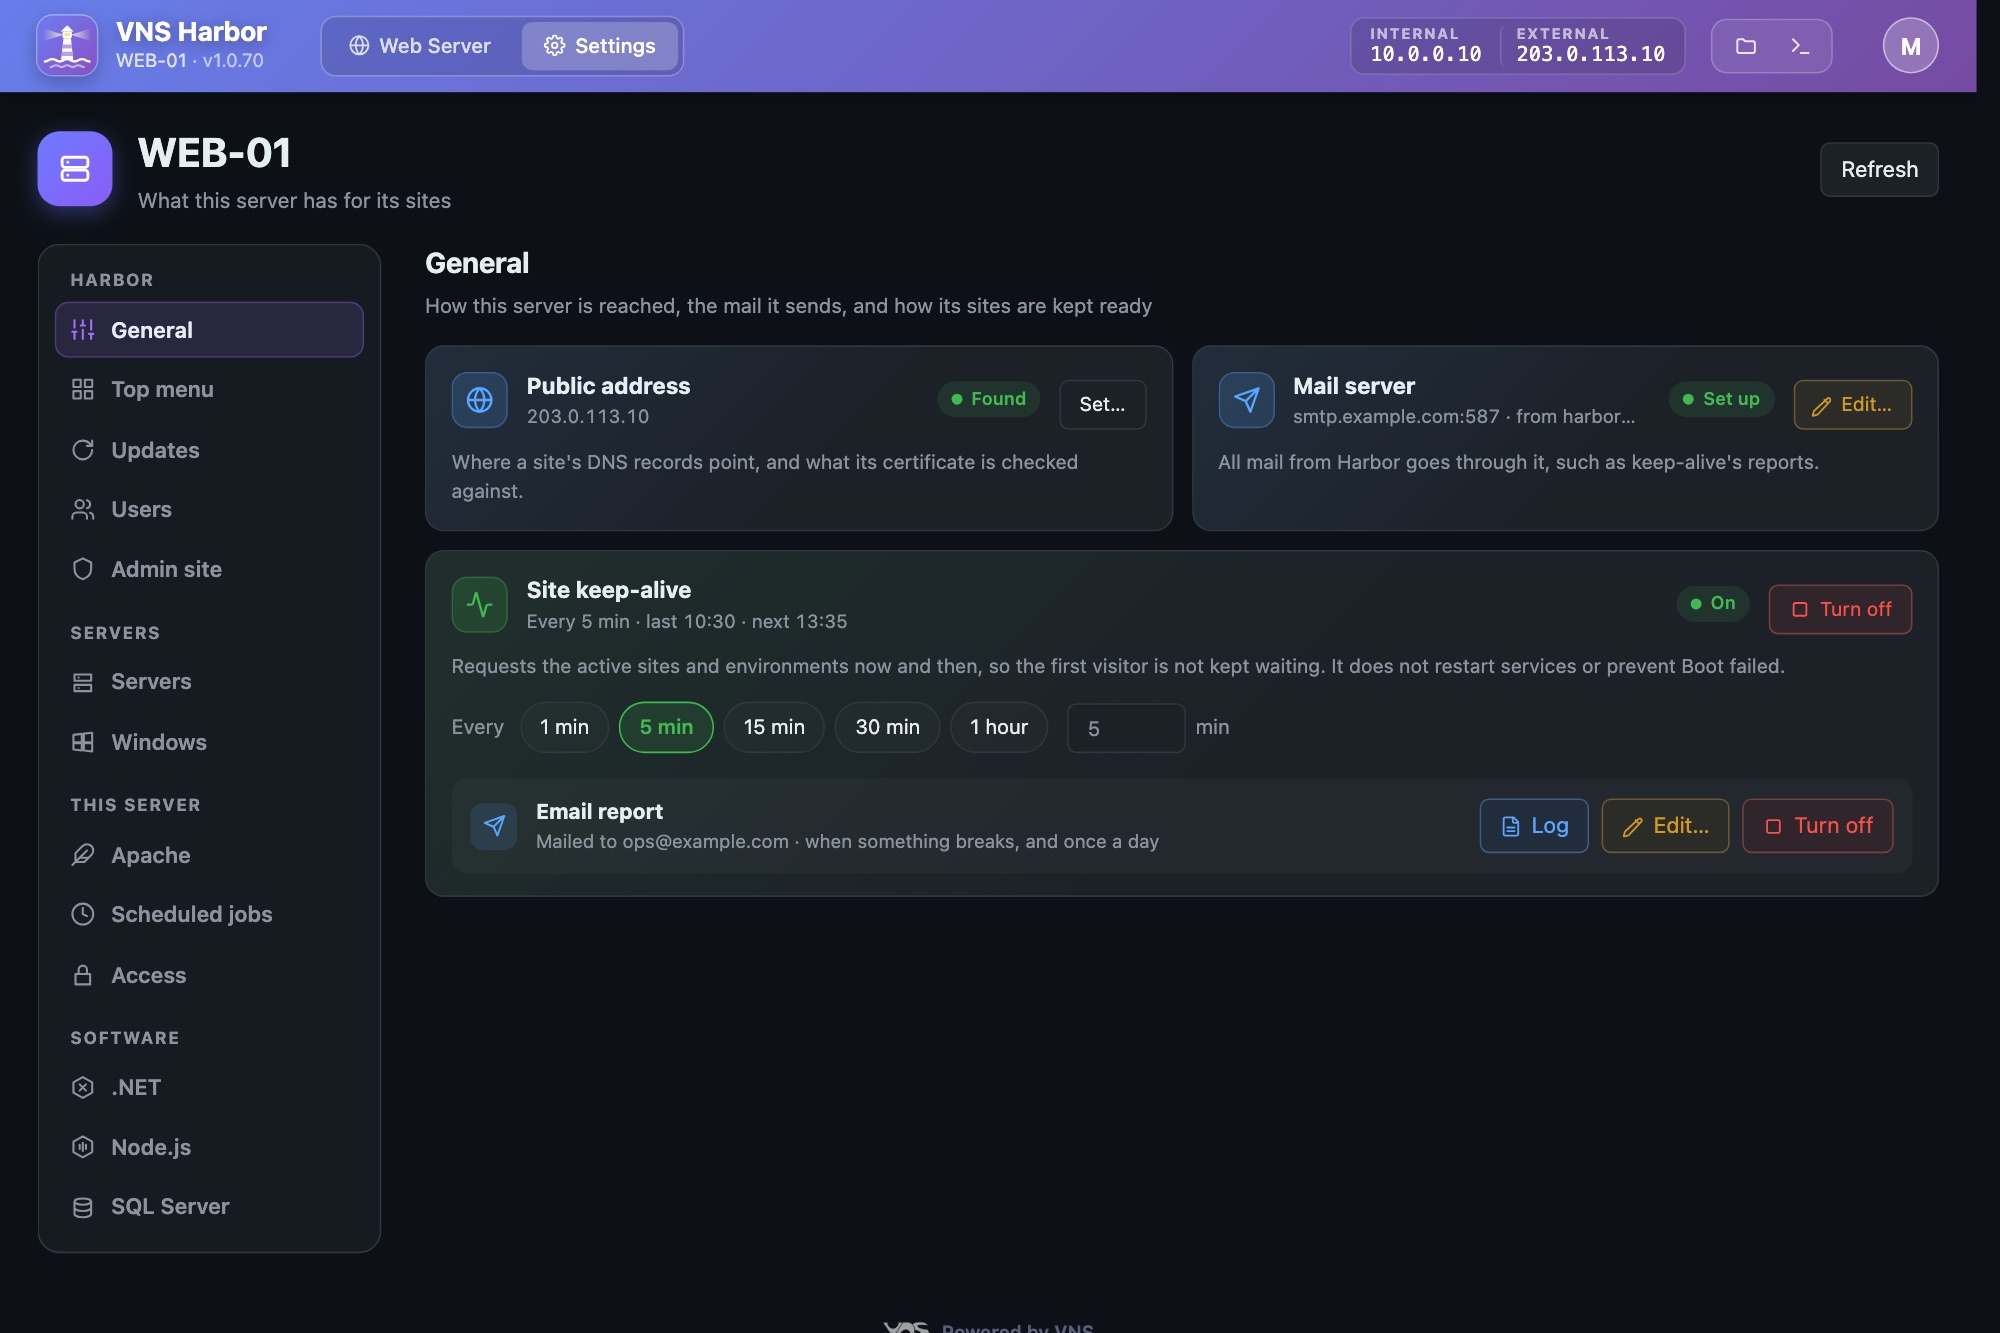 VNS Harbor
WEB-01 · v1.0.70
Web Server
Settings
INTERNAL
10.0.0.10
EXTERNAL
203.0.113.10
M
WEB-01
What this server has for its sites
Refresh
HARBOR
General
Top menu
Updates
Users
Admin site
SERVERS
Servers
Windows
THIS SERVER
Apache
Scheduled jobs
Access
SOFTWARE
.NET
Node.js
SQL Server
General
How this server is reached, the mail it sends, and how its sites are kept ready
Public address
203.0.113.10
Found
Set...
Where a site's DNS records point, and what its certificate is checked
against.
Mail server
smtp.example.com:587 · from harbor...
Set up
Edit...
All mail from Harbor goes through it, such as keep-alive's reports.
Site keep-alive
Every 5 min · last 10:30 · next 13:35
On
Turn off
Requests the active sites and environments now and then, so the first visitor is not kept waiting. It does not restart services or prevent Boot failed.
Every
1 min
5 min
15 min
30 min
1 hour
5
min
Email report
Mailed to ops@example.com · when something breaks, and once a day
Log
Edit...
Turn off
Powered by VNS